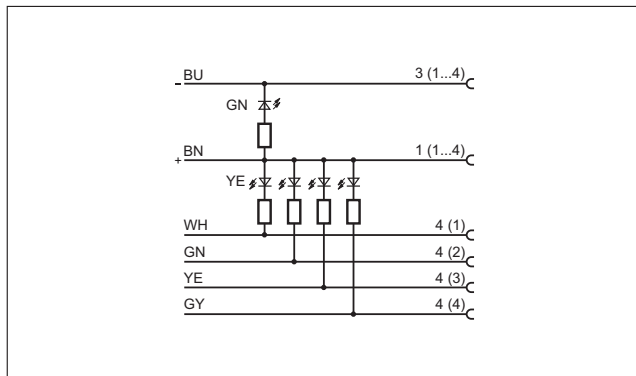 - BU 3 (1...4)
GN
+ BN 1 (1...4)
YE
WH 4 (1)
GN 4 (2)
YE 4 (3)
GY 4 (4)